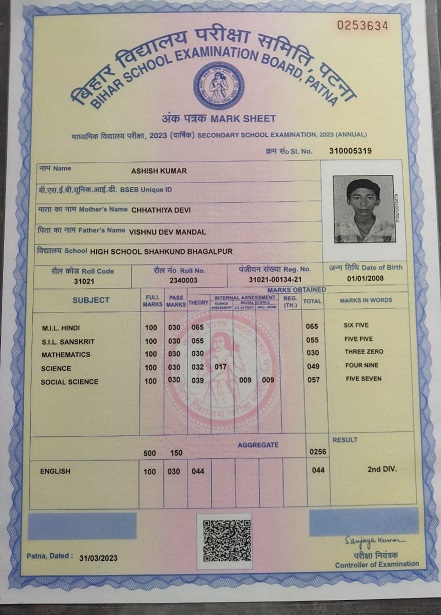 0253634
बिहार विद्यालय परीक्षा समिति, पटना
BIHAR SCHOOL EXAMINATION BOARD, PATNA
अंक पत्रक MARK SHEET
माध्यमिक विद्यालय परीक्षा, 2023 (वार्षिक) SECONDARY SCHOOL EXAMINATION, 2023 (ANNUAL)
क्रम सं० Sl. No. 310005319
नाम Name ASHISH KUMAR
बी.एस.ई.बी.यूनिक.आई.डी. BSEB Unique ID
माता का नाम Mother's Name CHHATHIYA DEVI
पिता का नाम Father's Name VISHNU DEV MANDAL
विद्यालय School HIGH SCHOOL SHAHKUND BHAGALPUR
रौल कोड Roll Code रौल नं० Roll No. पंजीयन संख्या Reg. No. जन्म तिथि Date of Birth
31021 2340003 31021-00134-21 01/01/2008
MARKS OBTAINED
SUBJECT FULL MARKS PASS MARKS THEORY INTERNAL ASSESSMENT REG. (TH.) TOTAL MARKS IN WORDS
M.I.L. HINDI 100 030 065 065 SIX FIVE
S.I.L. SANSKRIT 100 030 055 055 FIVE FIVE
MATHEMATICS 100 030 030 030 THREE ZERO
SCIENCE 100 030 032 017 049 FOUR NINE
SOCIAL SCIENCE 100 030 039 009 009 057 FIVE SEVEN
AGGREGATE RESULT
500 150 0256
ENGLISH 100 030 044 044 2nd DIV.
Sanjaya Kumar
Patna, Dated : 31/03/2023 परीक्षा नियंत्रक
Controller of Examination